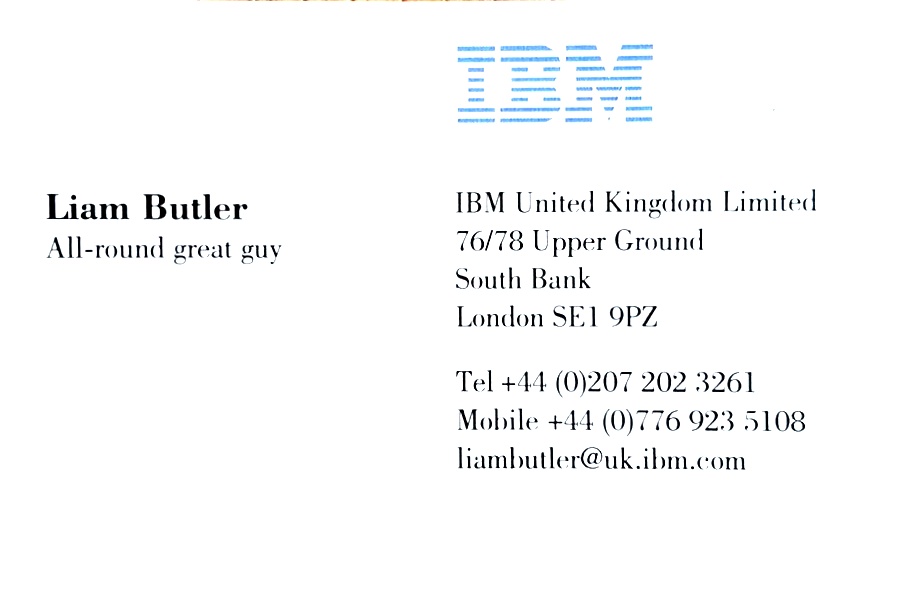 IBM
Liam Butler
All-round great guy
IBM United Kingdom Limited
76/78 Upper Ground
South Bank
London SE1 9PZ
Tel +44 (0)207 202 3261
Mobile +44 (0)776 923 5108
liambutler@uk.ibm.com